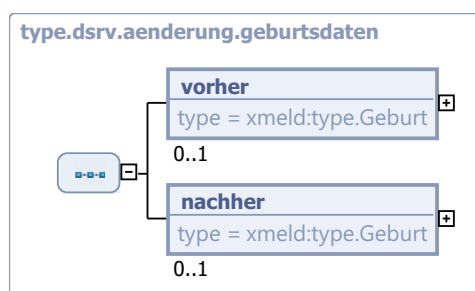 type.dsrv.aenderung.geburtsdaten
vorher
type = xmeld:type.Geburt
0..1
nachher
type = xmeld:type.Geburt
0..1